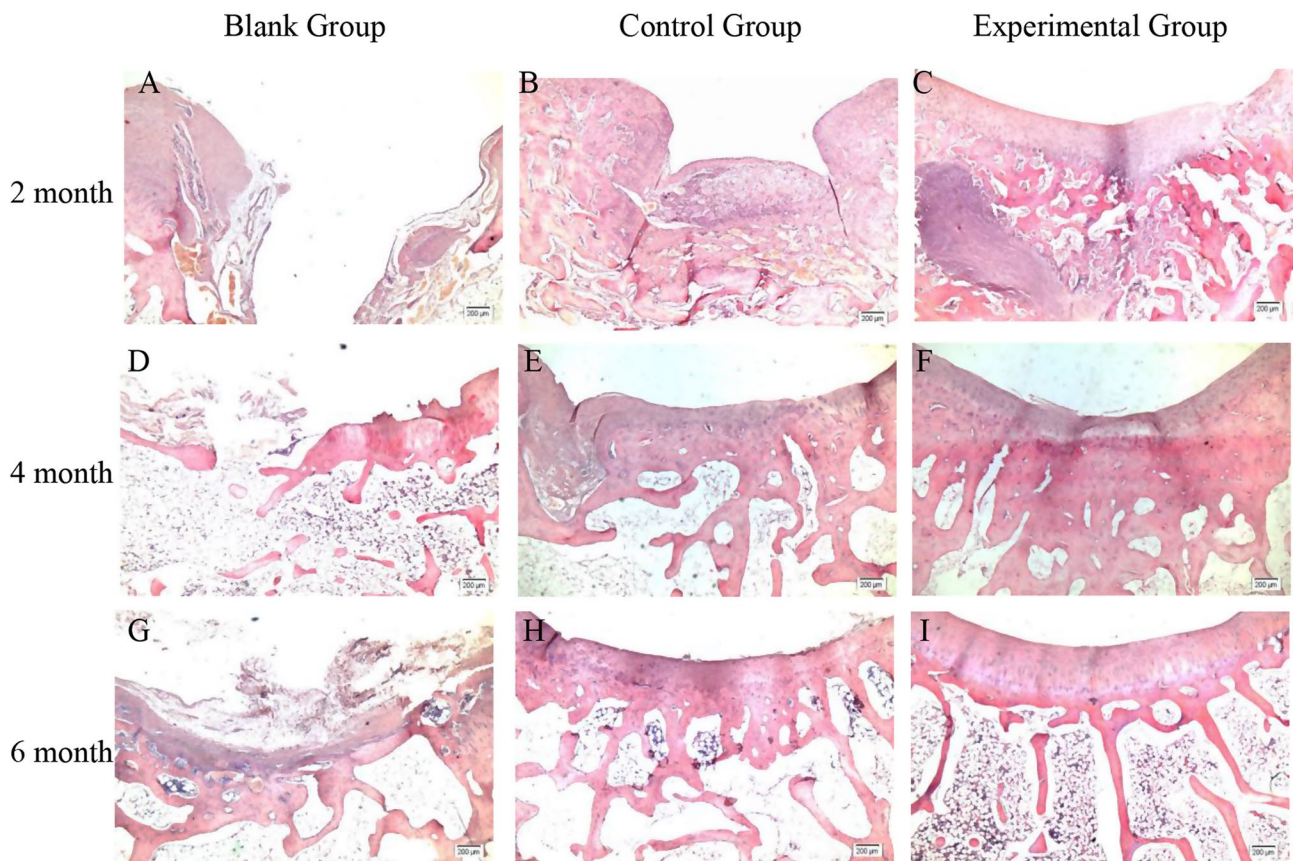 Blank Group
Control Group
Experimental Group
2 month
A
200 µm
B
200 µm
C
200 µm
4 month
D
200 µm
E
200 µm
F
200 µm
6 month
G
200 µm
H
200 µm
I
200 µm